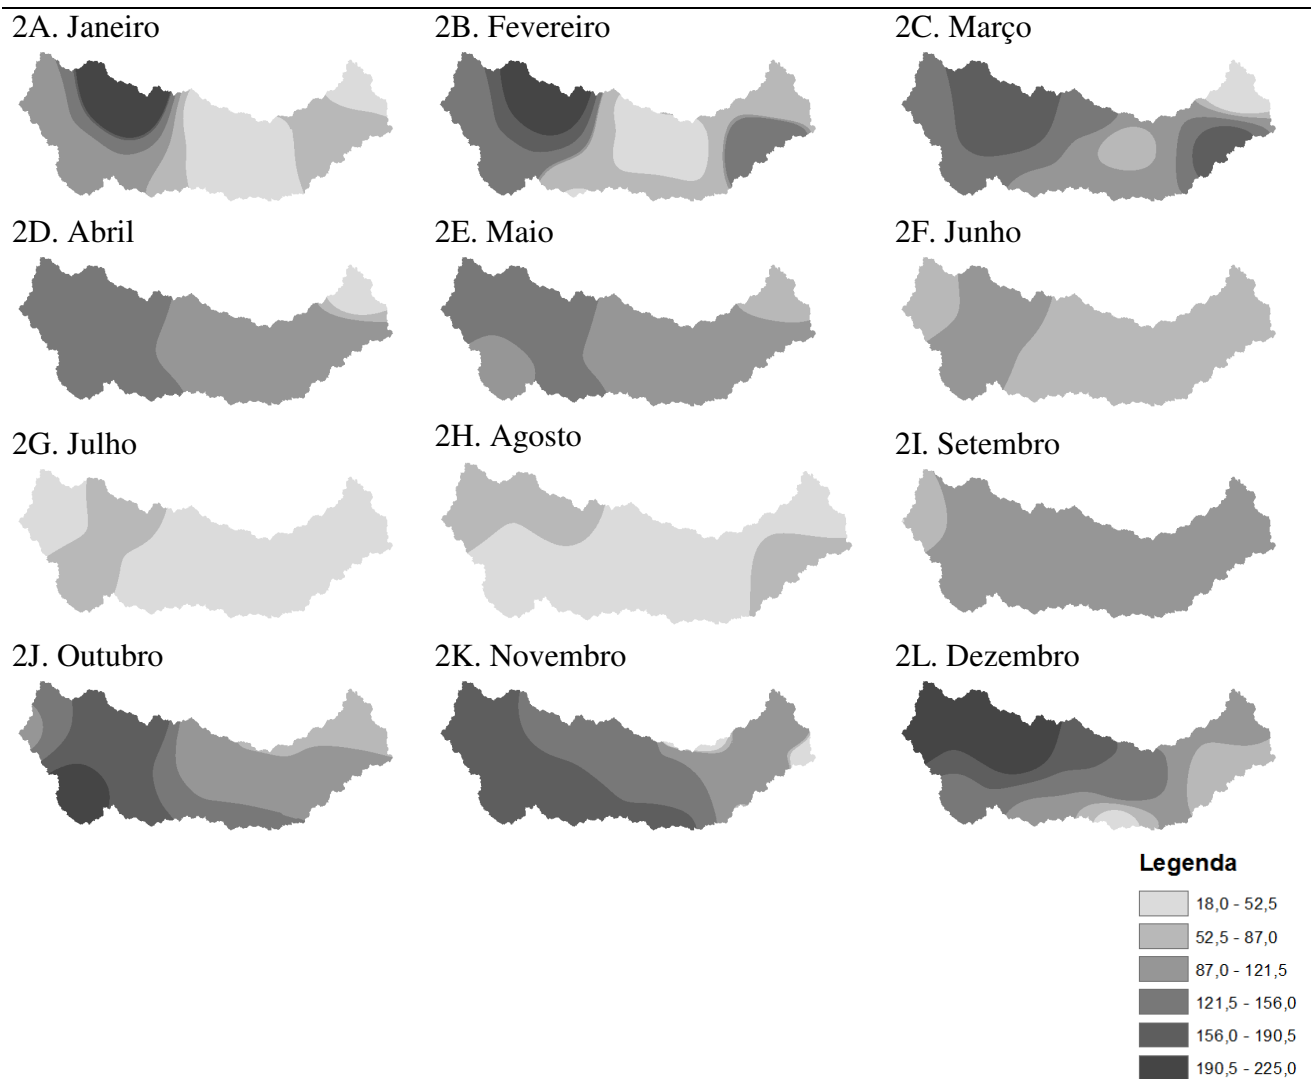 2A. Janeiro
2B. Fevereiro
2C. Março
2D. Abril
2E. Maio
2F. Junho
2G. Julho
2H. Agosto
2I. Setembro
2J. Outubro
2K. Novembro
2L. Dezembro
Legenda
18,0 - 52,5
52,5 - 87,0
87,0 - 121,5
121,5 - 156,0
156,0 - 190,5
190,5 - 225,0